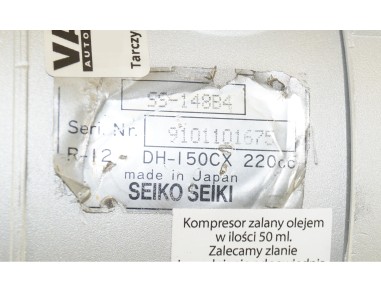 VA
AUTO
Tarczy
SS-148B4
Seri. Nr. 9101101675
R-12 DH-150CX 220cc
made in Japan
SEIKO SEIKI
Kompresor zalany olejem
w ilości 50 ml.
Zalecamy zlanie